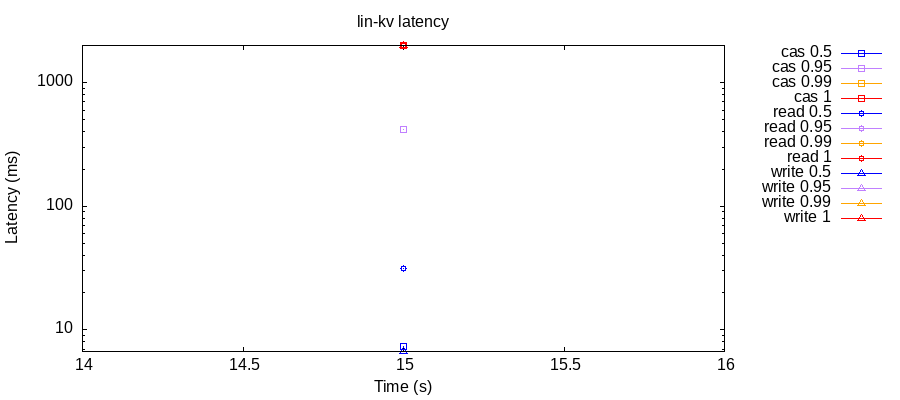 lin-kv latency
1000
100
10
Latency (ms)
14
14.5
15
15.5
16
Time (s)
cas 0.5
cas 0.95
cas 0.99
cas 1
read 0.5
read 0.95
read 0.99
read 1
write 0.5
write 0.95
write 0.99
write 1